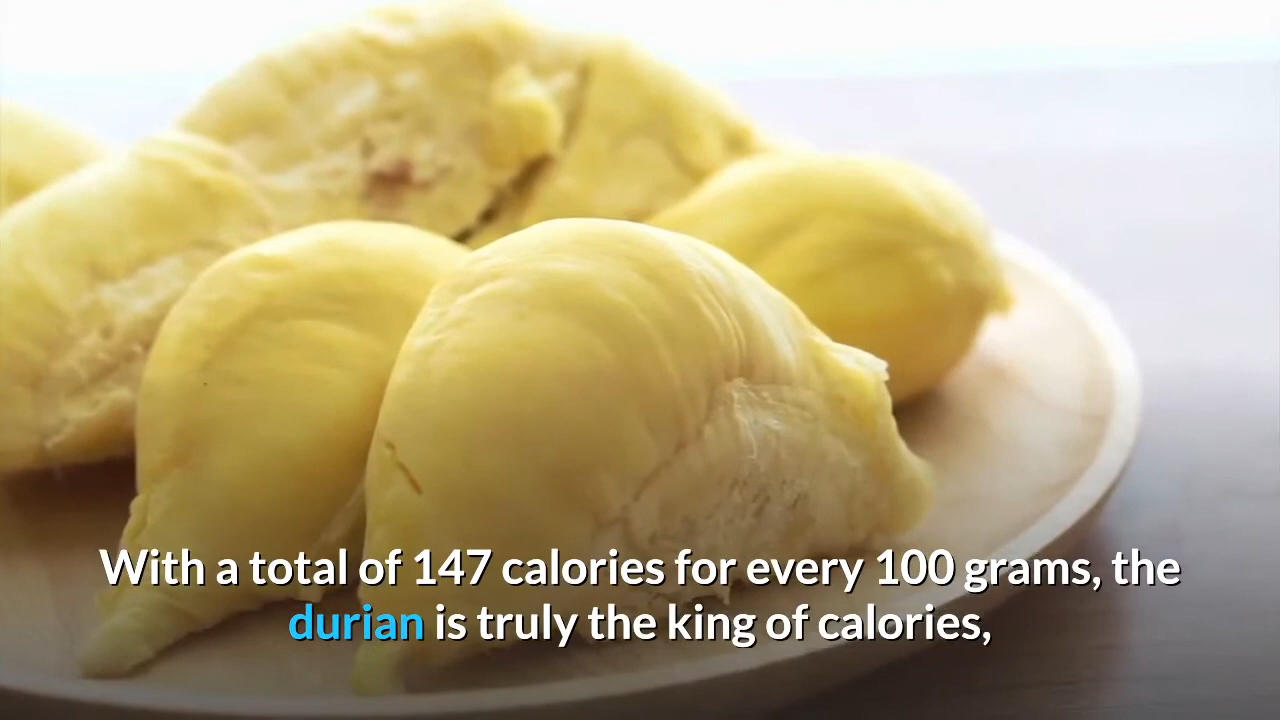 With a total of 147 calories for every 100 grams, the
durian is truly the king of calories,